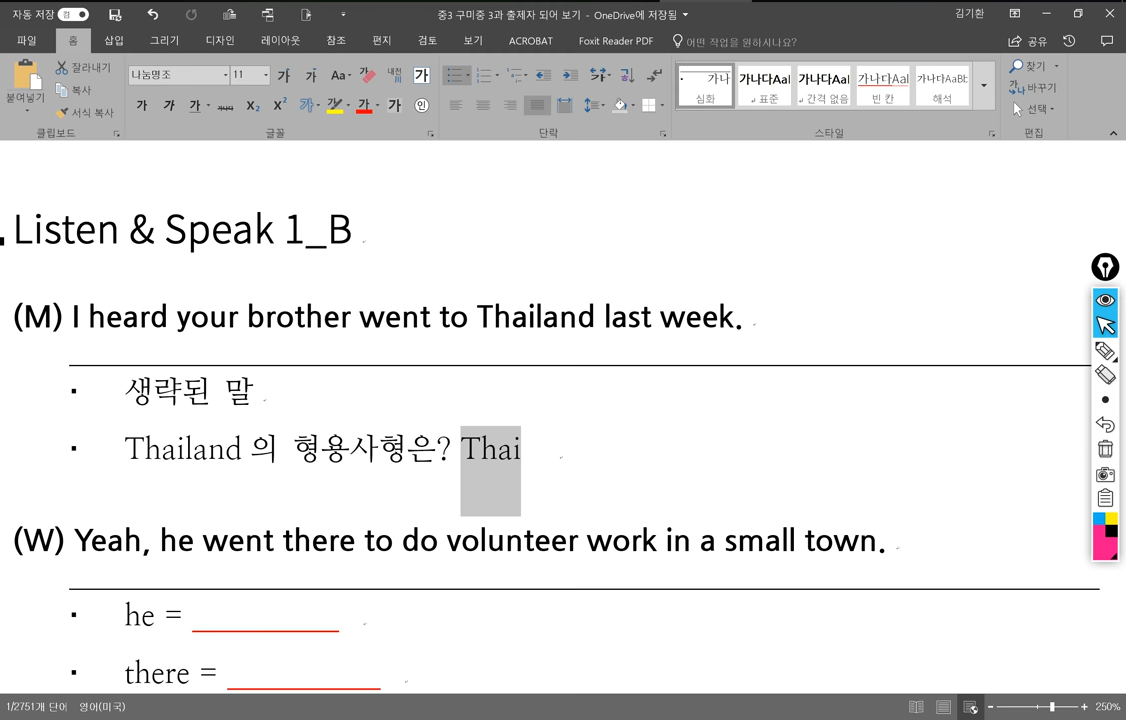 자동 저장 켬 중3 구미중 3과 출제자 되어 보기 - OneDrive에 저장됨 김기환
파일 홈 삽입 그리기 디자인 레이아웃 참조 편지 검토 보기 ACROBAT Foxit Reader PDF 어떤 작업을 원하시나요? 공유
붙여넣기 잘라내기 복사 서식 복사
나눔명조 11
가나 심화
가나다AaI 표준
가나다AaI 간격 없음
가나다AaI 빈 칸
가나다AaBt 해석
찾기 바꾸기 선택
클립보드 글꼴 단락 스타일 편집
Listen & Speak 1_B
(M) I heard your brother went to Thailand last week.
생략된 말
Thailand의 형용사형은? Thai
(W) Yeah, he went there to do volunteer work in a small town.
he =
there =
1/2751개 단어 영어(미국) 250%